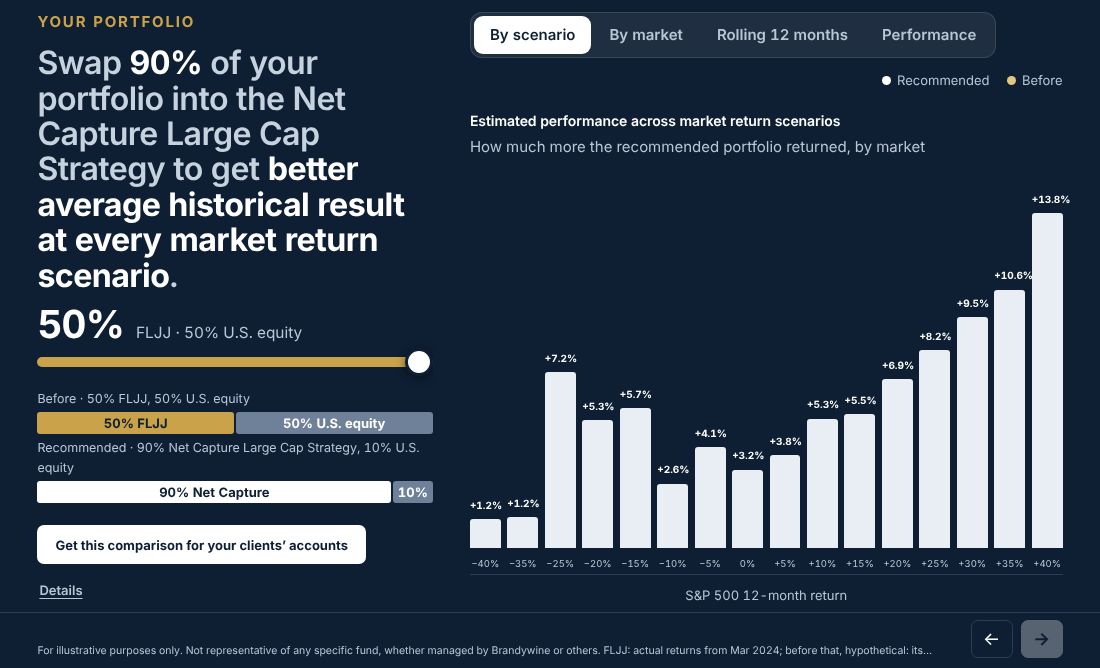 YOUR PORTFOLIO
Swap 90% of your
portfolio into the Net
Capture Large Cap
Strategy to get better
average historical result
at every market return
scenario.
50% FLJJ · 50% U.S. equity
Before · 50% FLJJ, 50% U.S. equity
50% FLJJ 50% U.S. equity
Recommended · 90% Net Capture Large Cap Strategy, 10% U.S.
equity
90% Net Capture 10%
Get this comparison for your clients’ accounts
Details
By scenario By market Rolling 12 months Performance
Recommended Before
Estimated performance across market return scenarios
How much more the recommended portfolio returned, by market
+1.2% +1.2% +7.2% +5.3% +5.7% +2.6% +4.1% +3.2% +3.8% +5.3% +5.5% +6.9% +8.2% +9.5% +10.6% +13.8%
−40% −35% −25% −20% −15% −10% −5% 0% +5% +10% +15% +20% +25% +30% +35% +40%
S&P 500 12-month return
For illustrative purposes only. Not representative of any specific fund, whether managed by Brandywine or others. FLJJ: actual returns from Mar 2024; before that, hypothetical: its…